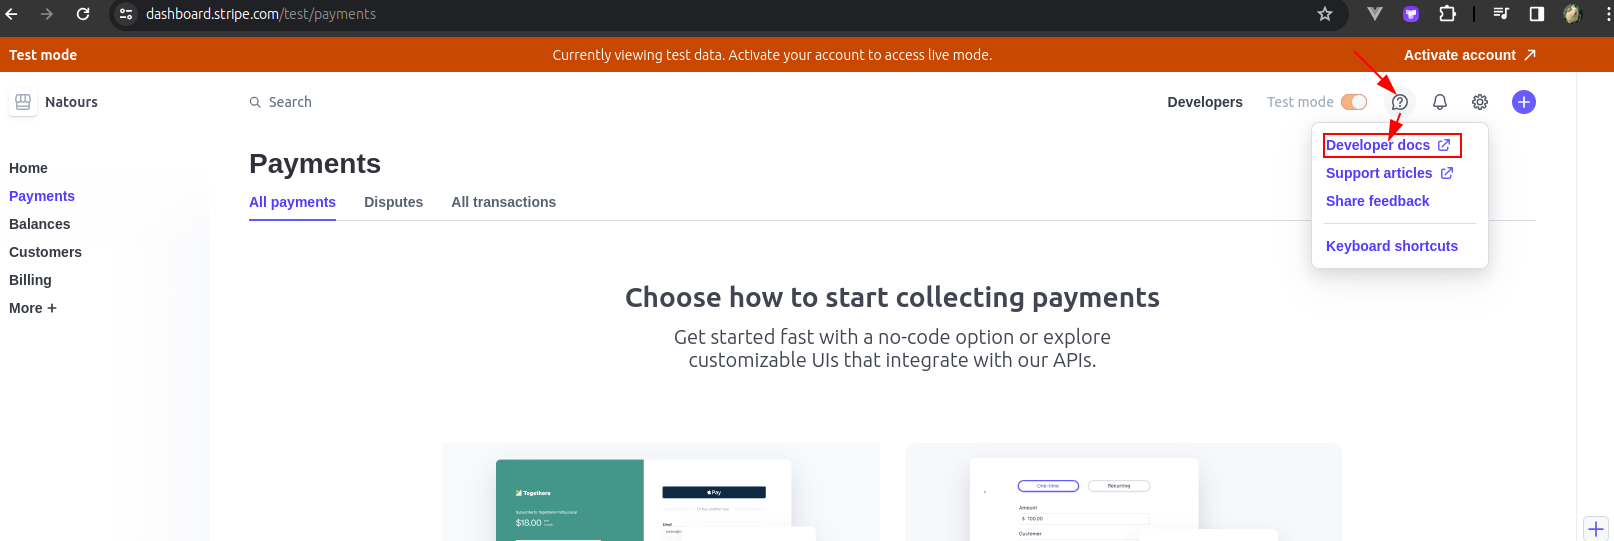 dashboard.stripe.com/test/payments
Test mode
Currently viewing test data. Activate your account to access live mode.
Activate account
Natours
Search
Developers
Test mode
Developer docs
Support articles
Share feedback
Keyboard shortcuts
Home
Payments
Balances
Customers
Billing
More +
Payments
All payments
Disputes
All transactions
Choose how to start collecting payments
Get started fast with a no-code option or explore
customizable UIs that integrate with our APIs.
Togethere
$18.00
Pay
Email
One-time
Recurring
Amount
$ 100.00
Customer